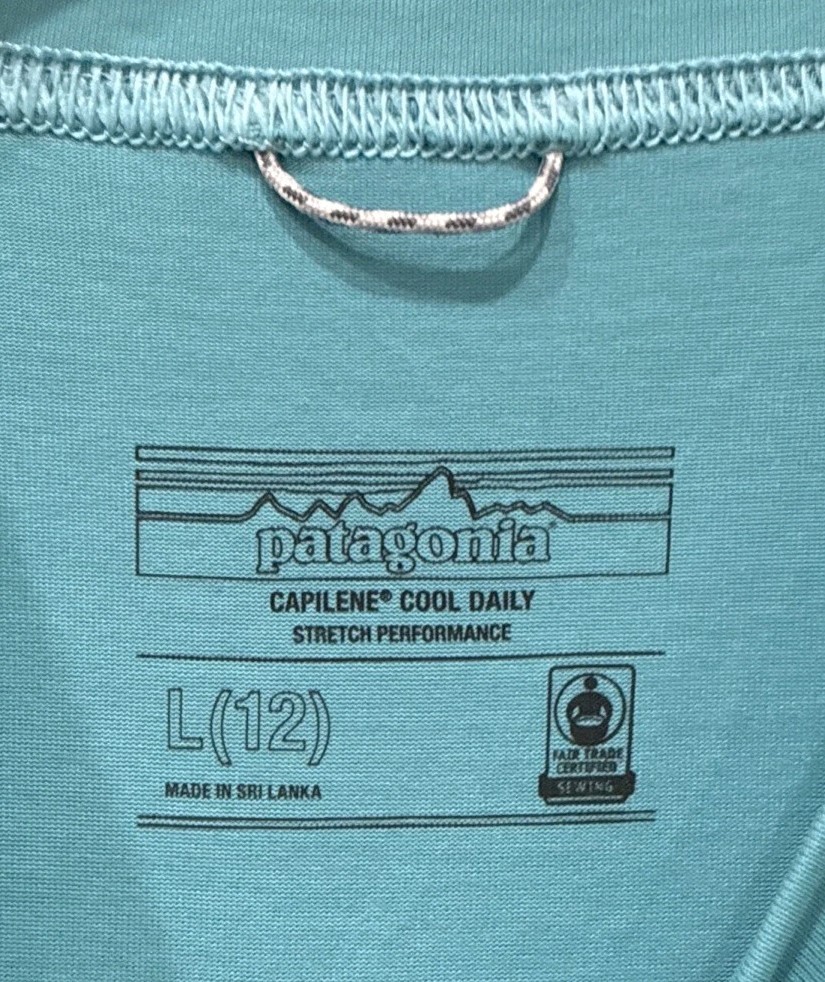 patagonia®
CAPILENE® COOL DAILY
STRETCH PERFORMANCE
L(12)
MADE IN SRI LANKA
FAIR TRADE
CERTIFIED
SEWING